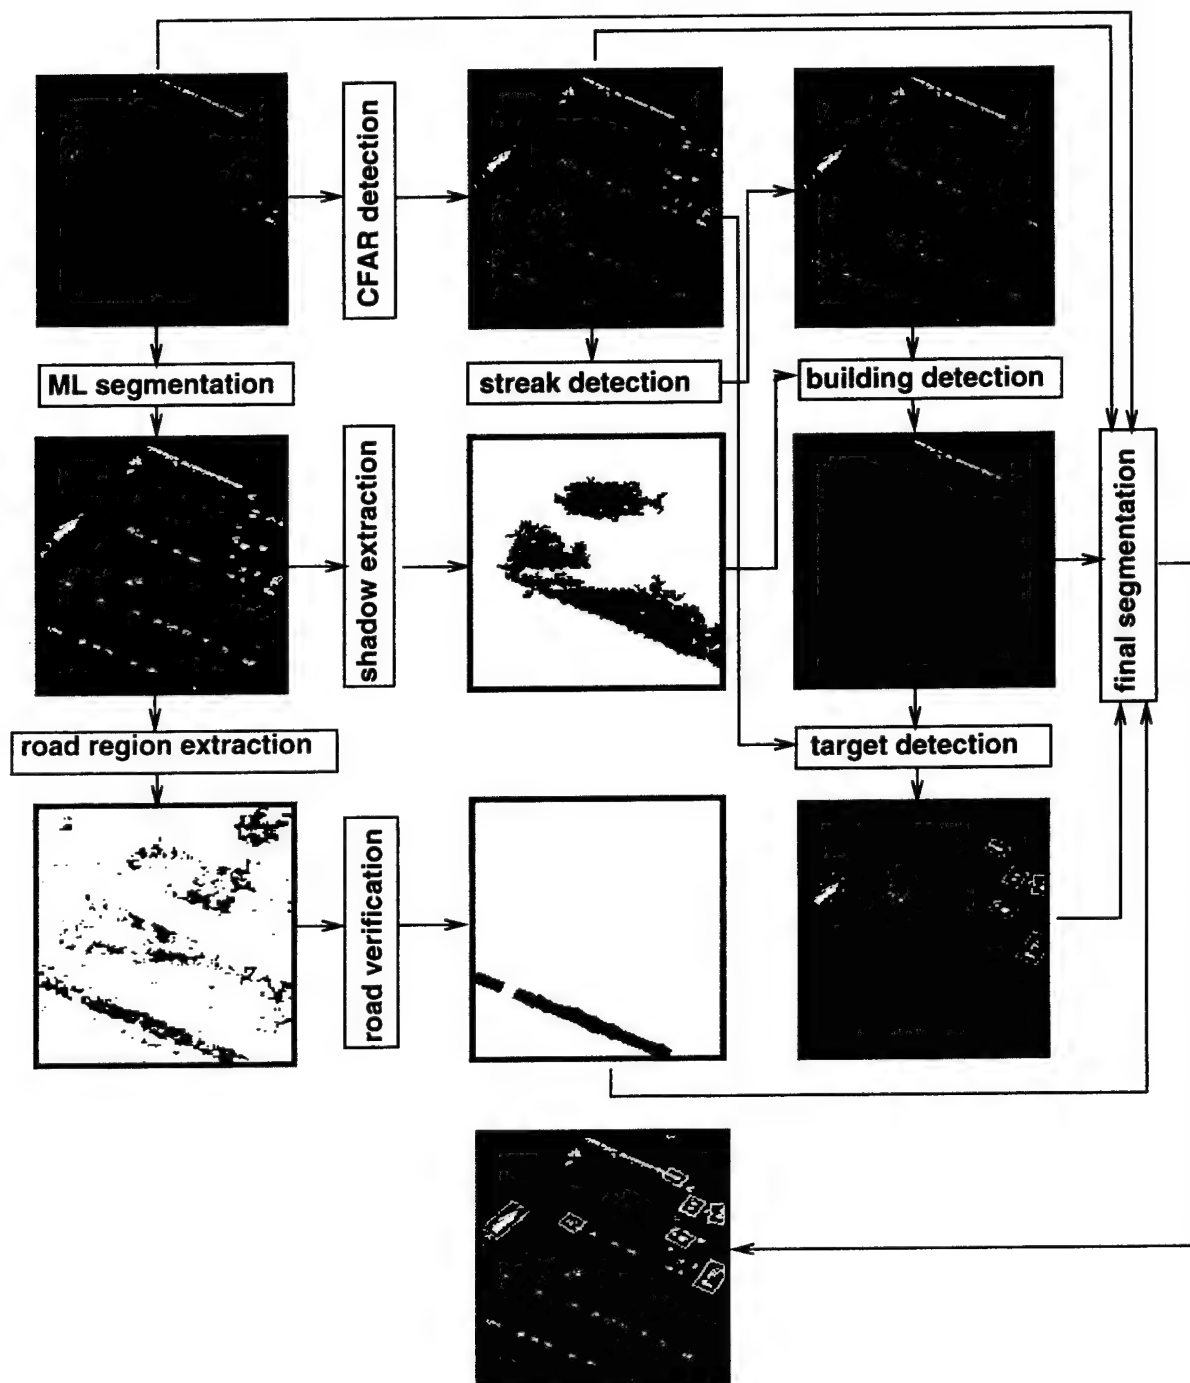 CFAR detection
ML segmentation
streak detection
building detection
shadow extraction
final segmentation
road region extraction
target detection
road verification